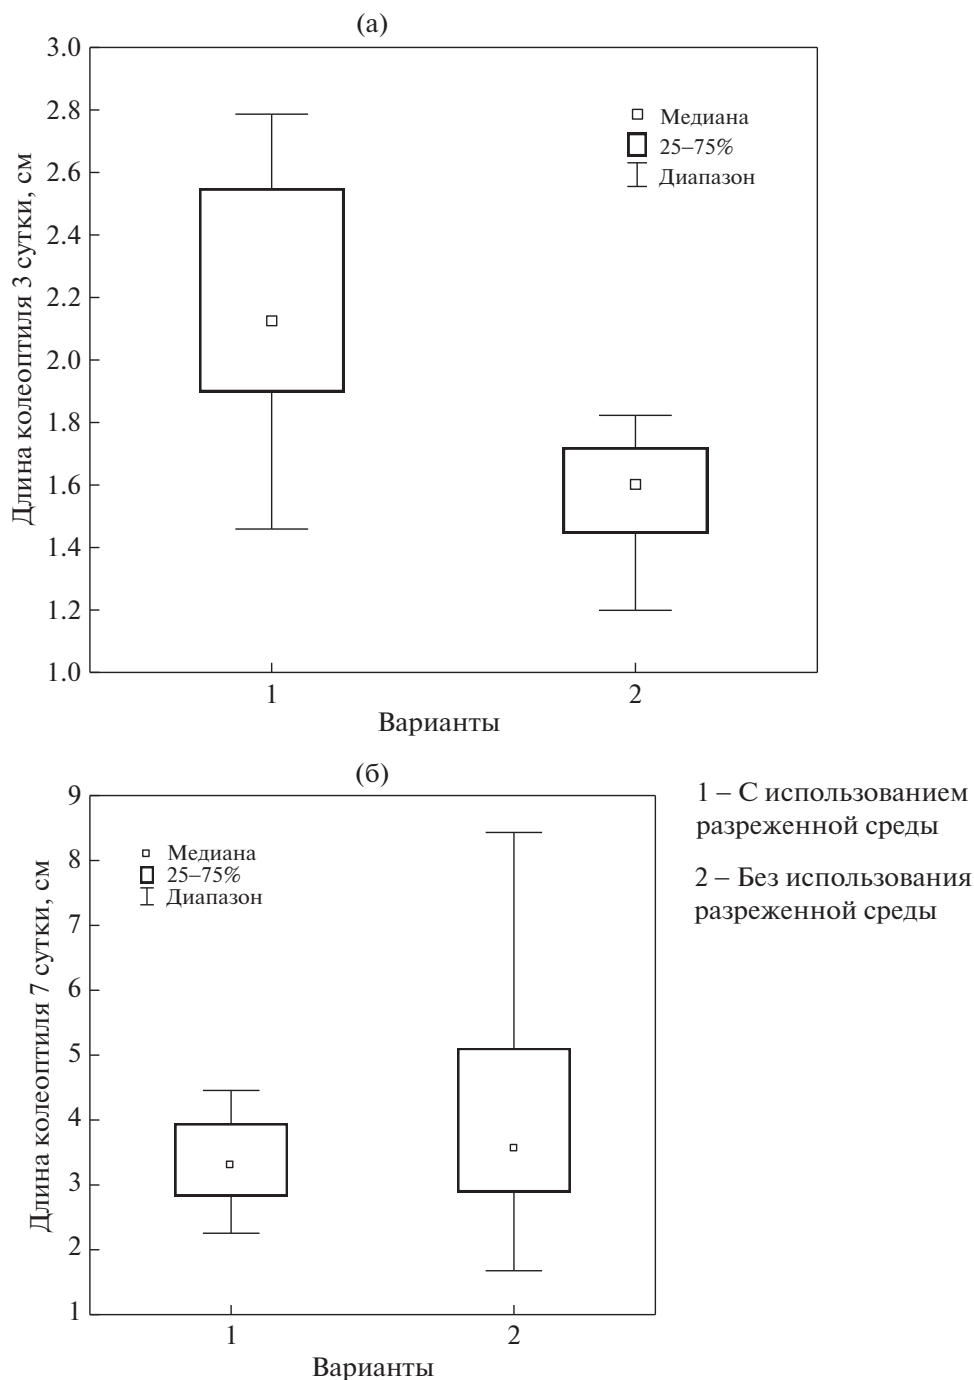 (а)
Длина колеоптиля 3 сутки, см
3.0
2.8
2.6
2.4
2.2
2.0
1.8
1.6
1.4
1.2
1.0
Медиана
25–75%
Диапазон
1
2
Варианты
(б)
Длина колеоптиля 7 сутки, см
9
8
7
6
5
4
3
2
1
Медиана
25–75%
Диапазон
1
2
Варианты
1 – С использованием
разреженной среды
2 – Без использования
разреженной среды